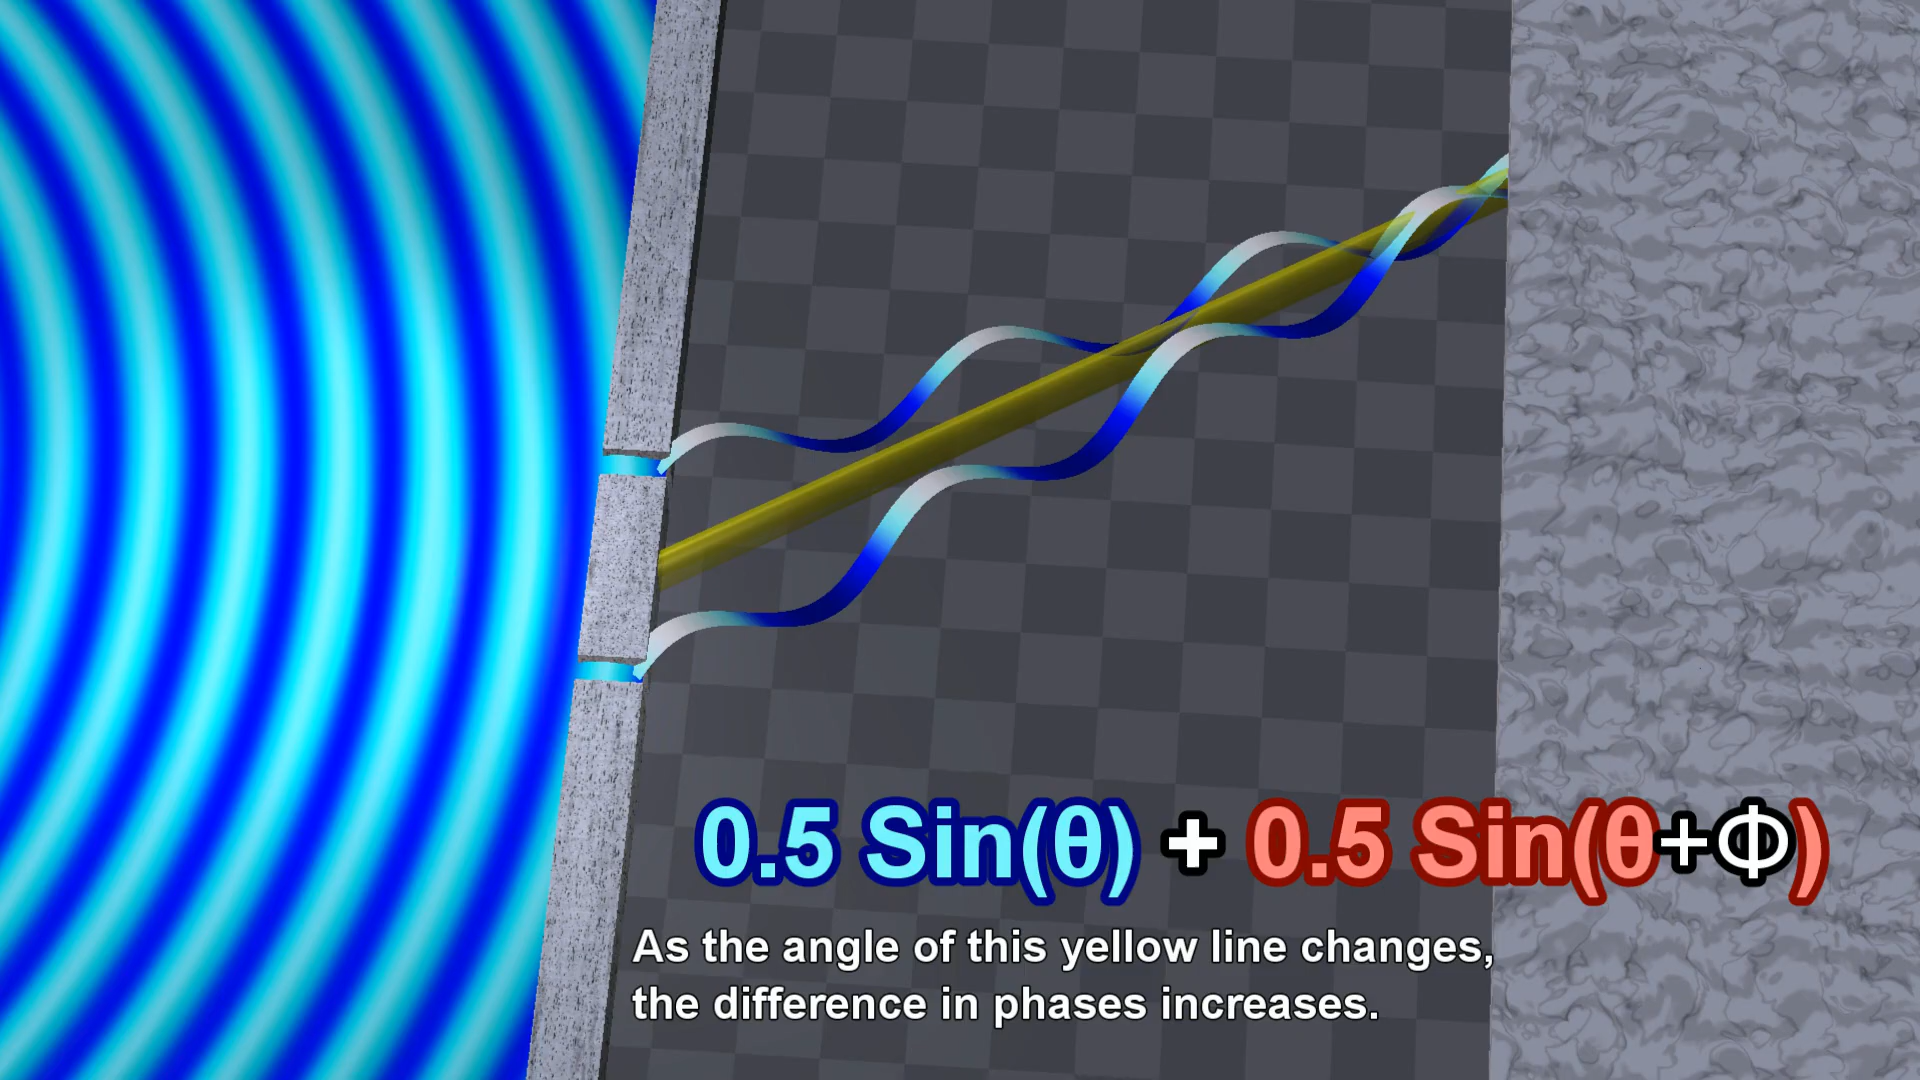 0.5 Sin(θ) + 0.5 Sin(θ+Φ)
As the angle of this yellow line changes,
the difference in phases increases.